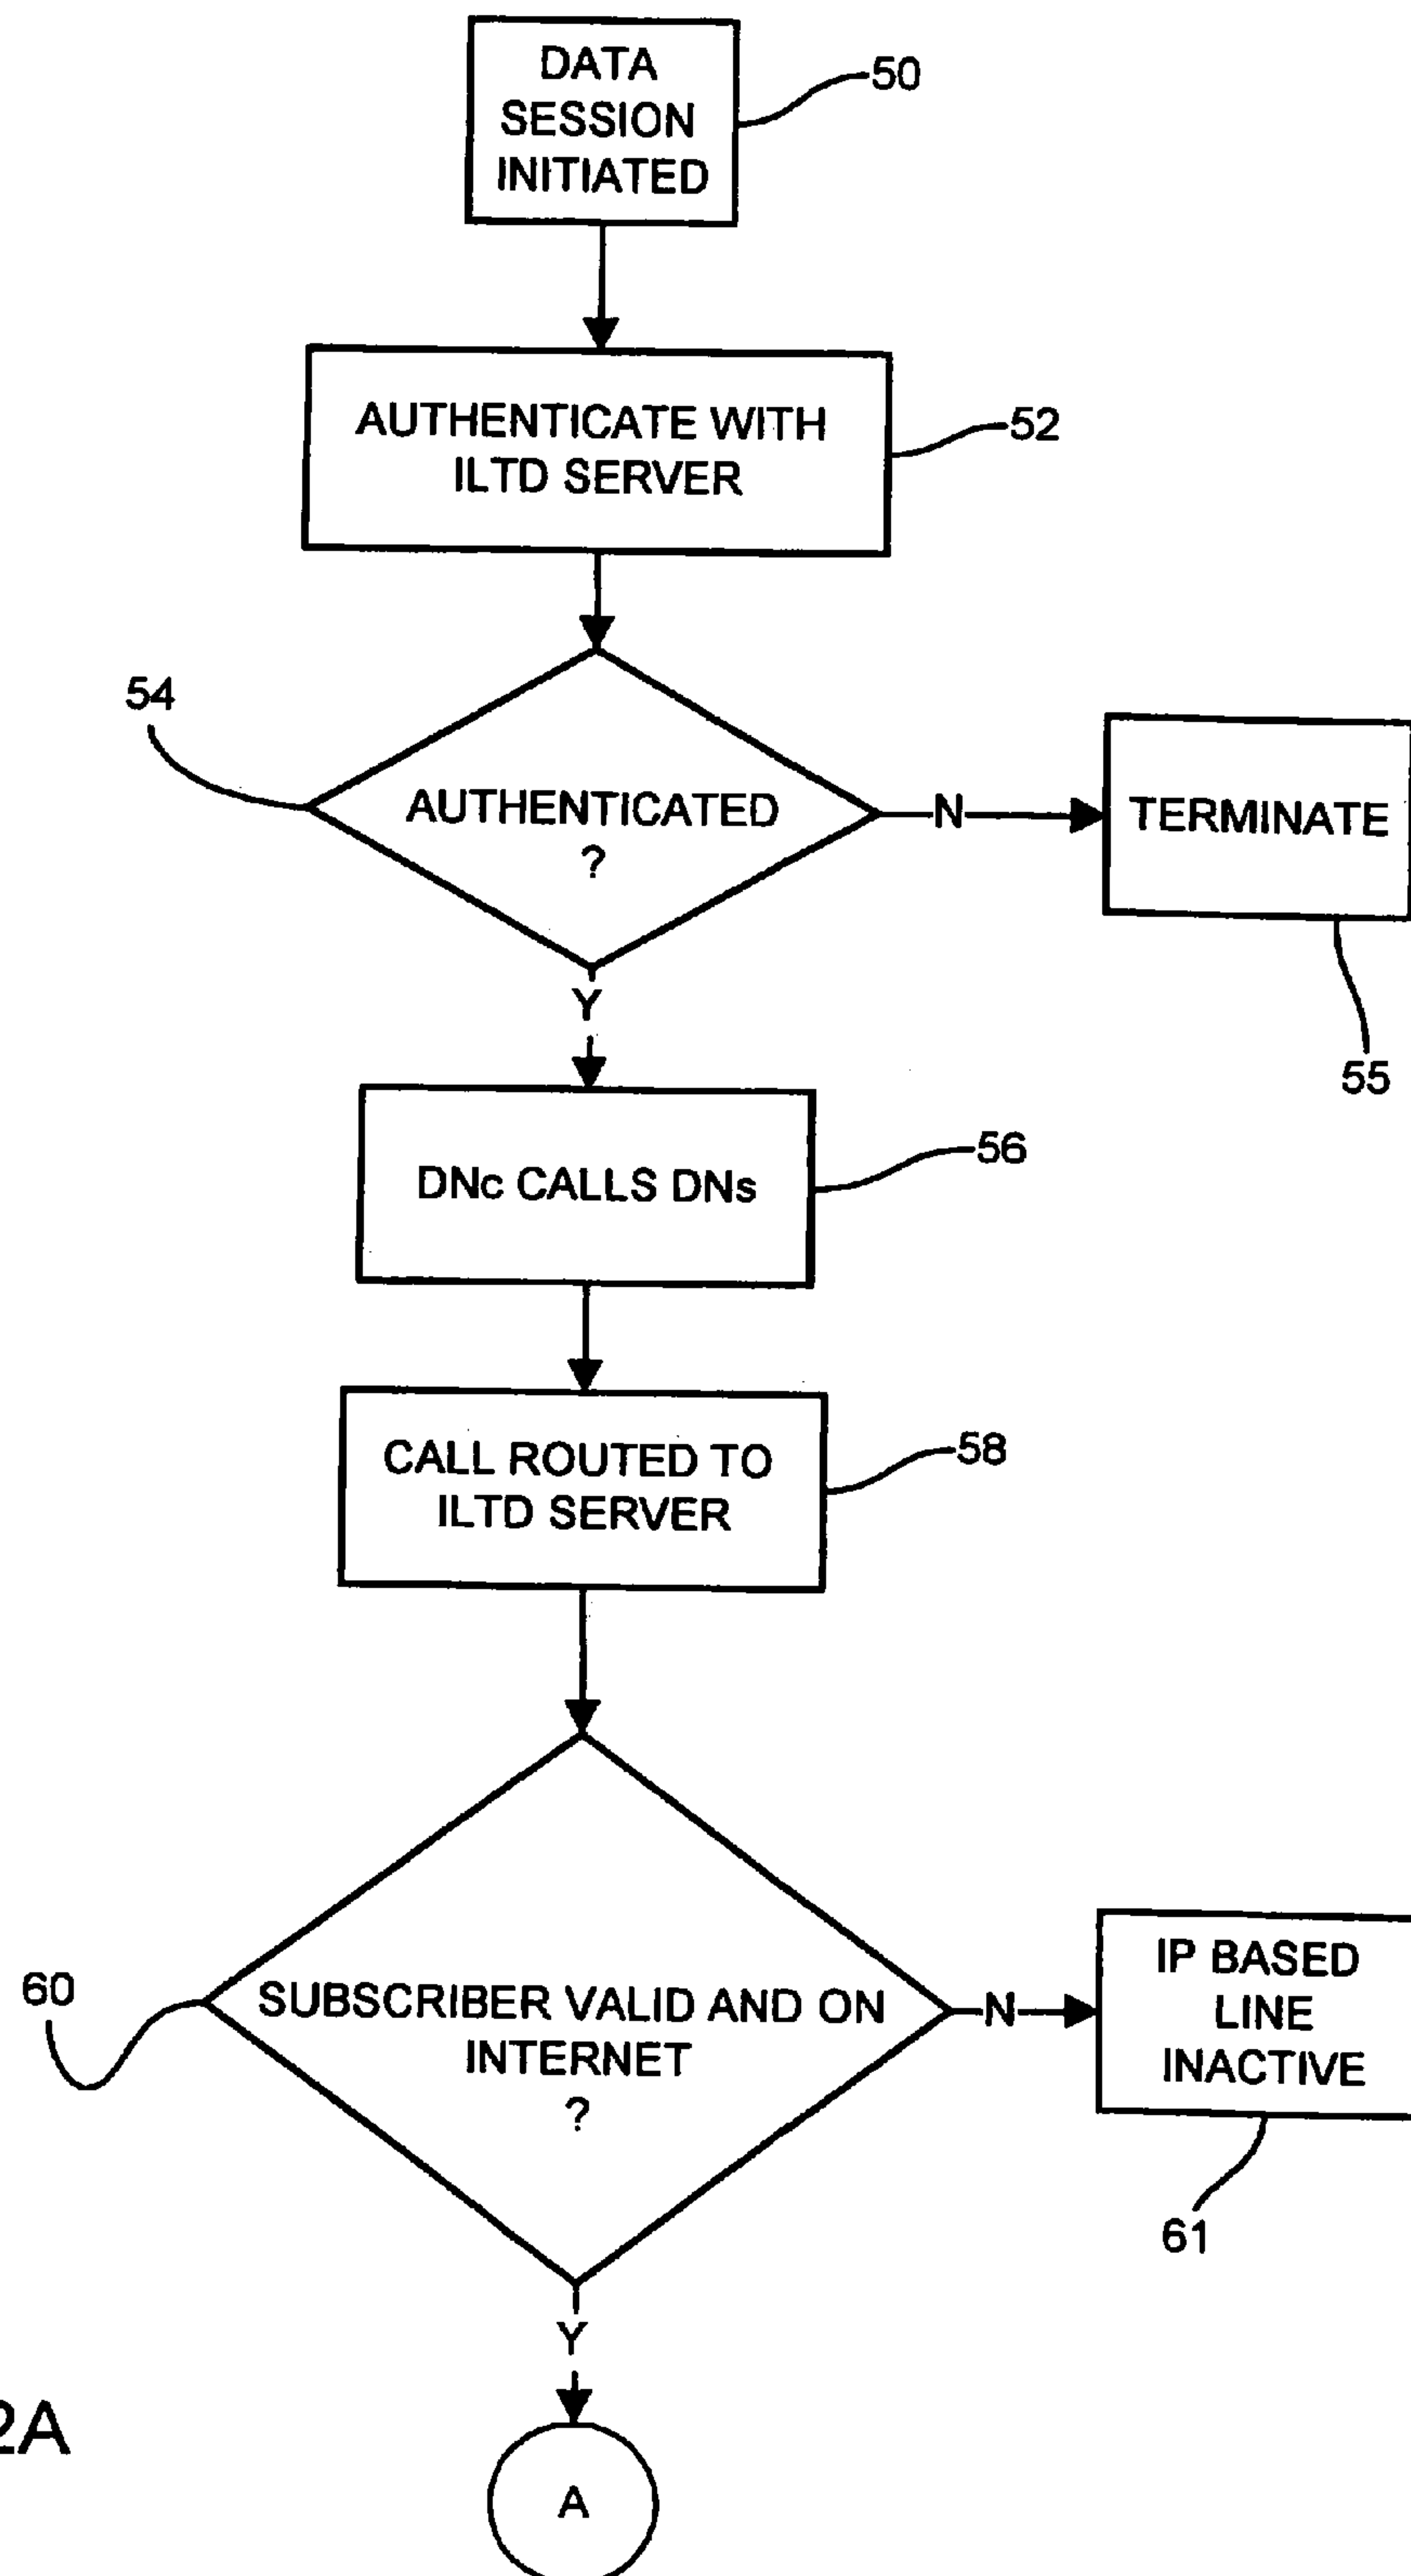 DATA
SESSION
INITIATED
50
AUTHENTICATE WITH
ILTD SERVER
52
54
AUTHENTICATED
?
N
TERMINATE
55
Y
DNc CALLS DNs
56
CALL ROUTED TO
ILTD SERVER
58
60
SUBSCRIBER VALID AND ON
INTERNET
?
N
IP BASED
LINE
INACTIVE
61
Y
2A
A